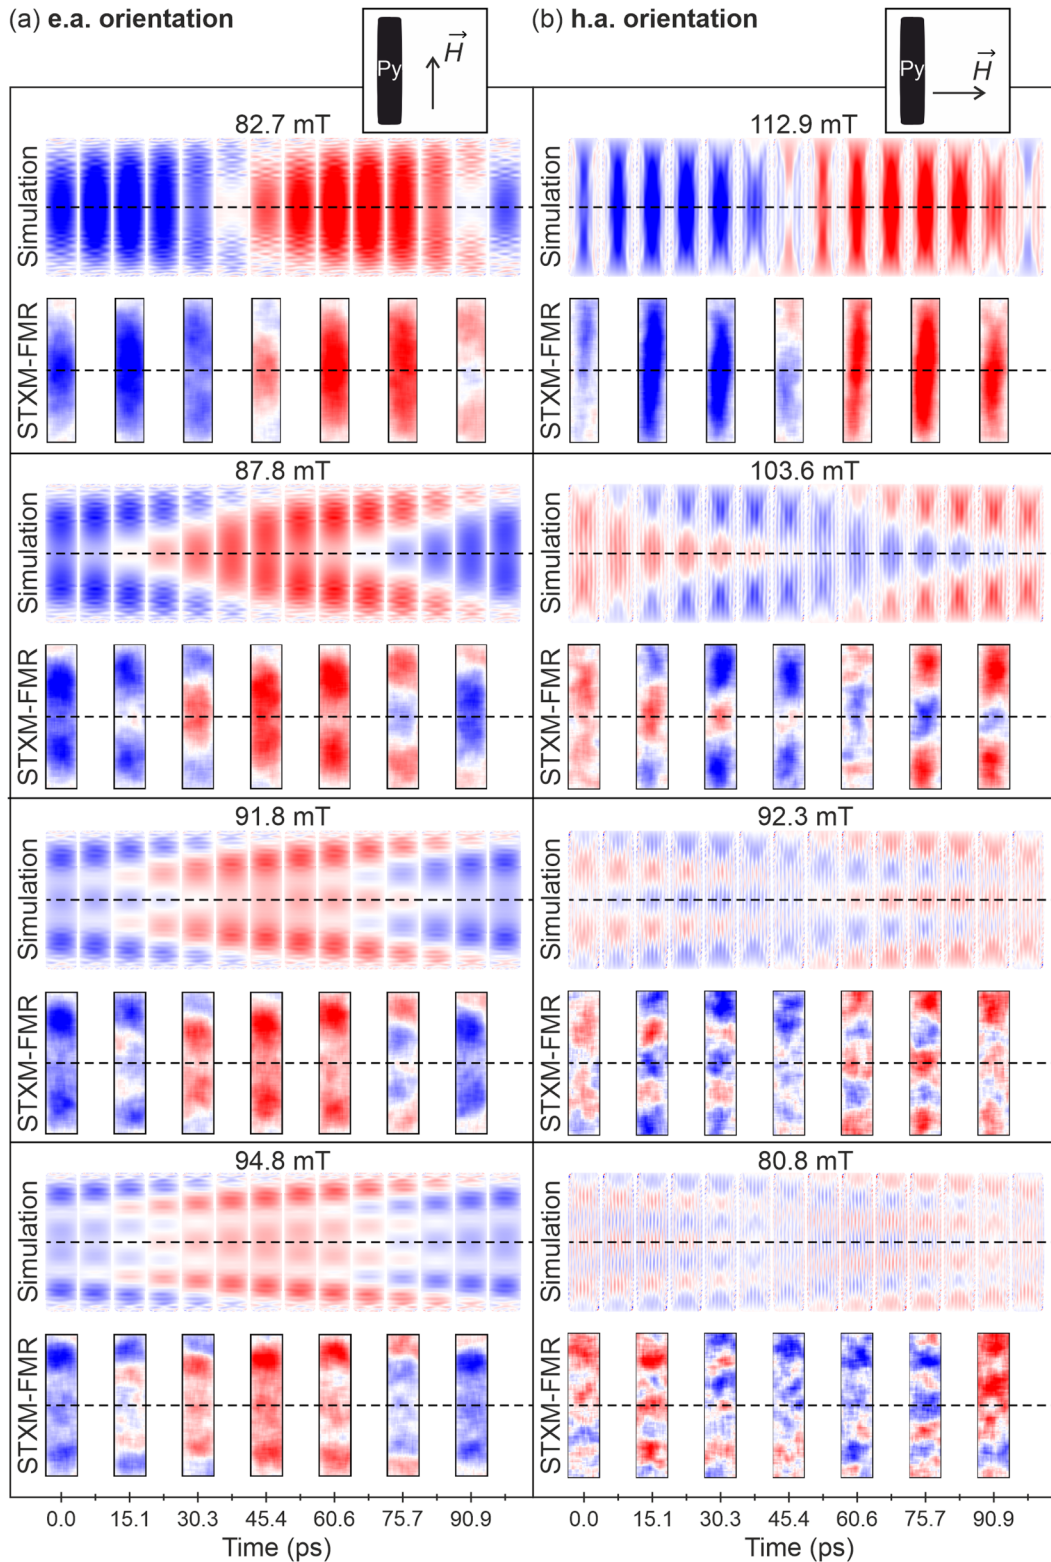 (a) e.a. orientation
Py
H
(b) h.a. orientation
Py
H
82.7 mT
Simulation
STXM-FMR
112.9 mT
Simulation
STXM-FMR
87.8 mT
Simulation
STXM-FMR
103.6 mT
Simulation
STXM-FMR
91.8 mT
Simulation
STXM-FMR
92.3 mT
Simulation
STXM-FMR
94.8 mT
Simulation
STXM-FMR
80.8 mT
Simulation
STXM-FMR
0.0 15.1 30.3 45.4 60.6 75.7 90.9
Time (ps)
0.0 15.1 30.3 45.4 60.6 75.7 90.9
Time (ps)